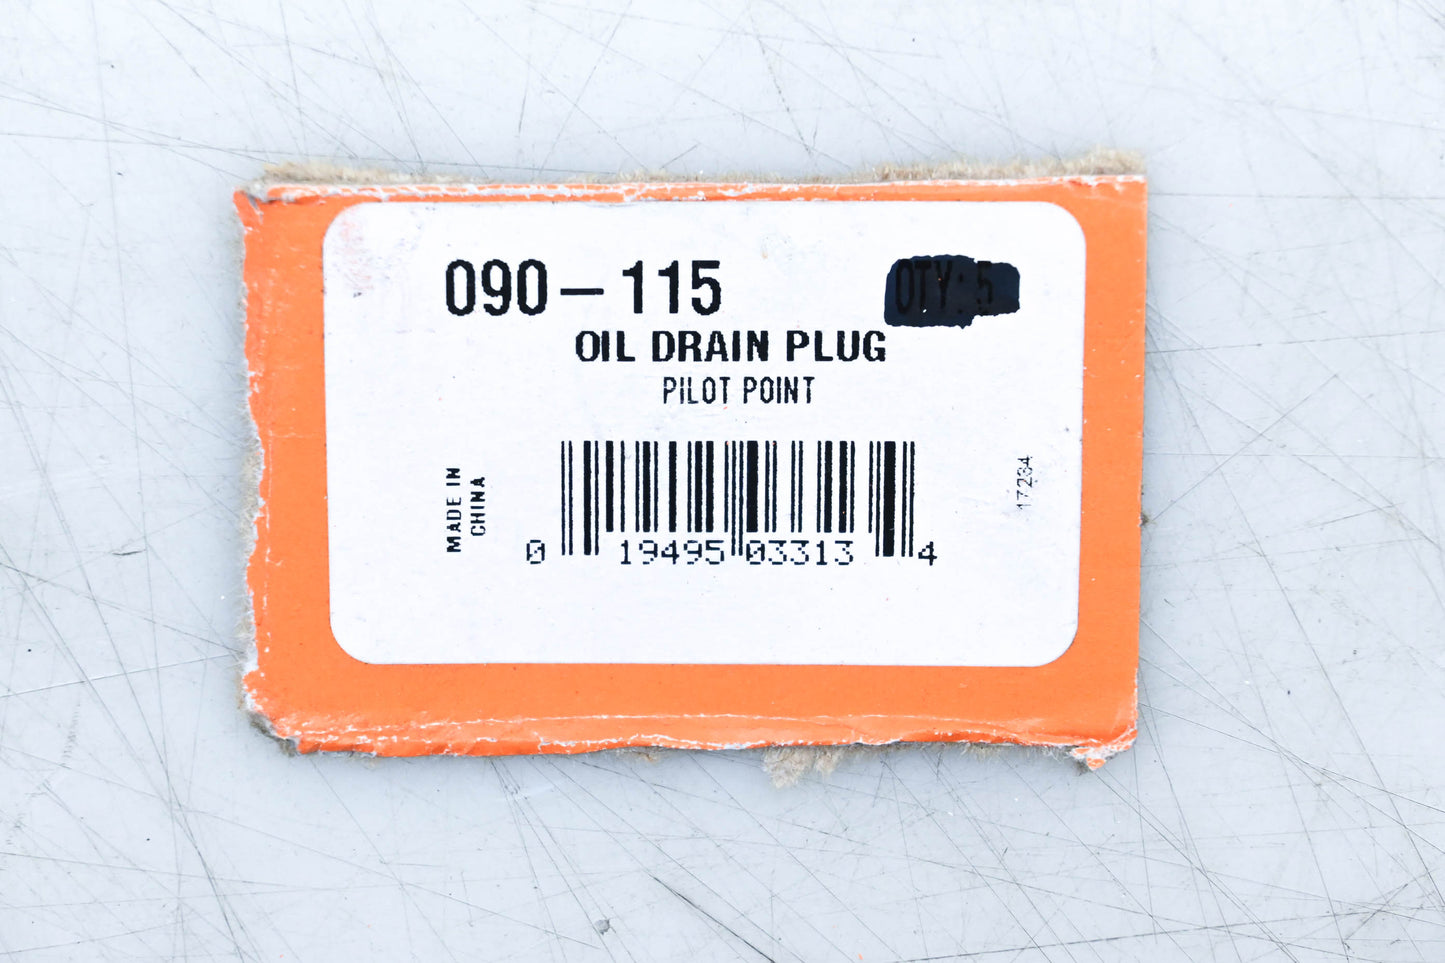 090-115
QTY: 5
OIL DRAIN PLUG
PILOT POINT
MADE IN
CHINA
17234
0 19495 03313 4